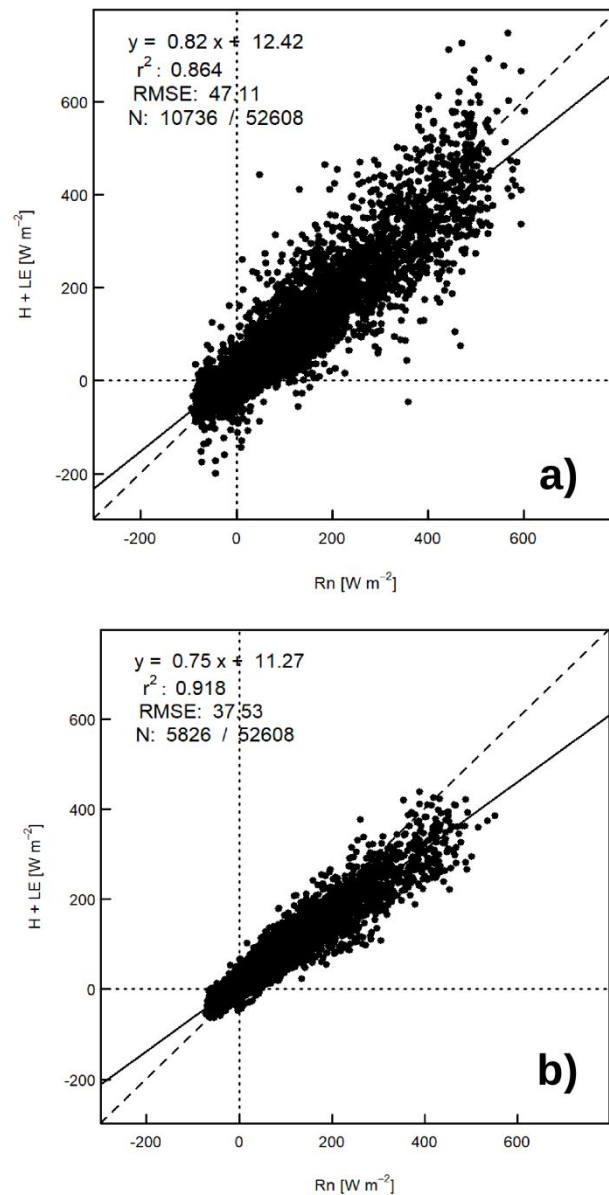 y = 0.82 x + 12.42
r²: 0.864
RMSE: 47.11
N: 10736 / 52608
600
400
200
0
-200
H + LE [W m⁻²]
a)
-200 0 200 400 600
Rn [W m⁻²]
y = 0.75 x + 11.27
r²: 0.918
RMSE: 37.53
N: 5826 / 52608
600
400
200
0
-200
H + LE [W m⁻²]
b)
-200 0 200 400 600
Rn [W m⁻²]